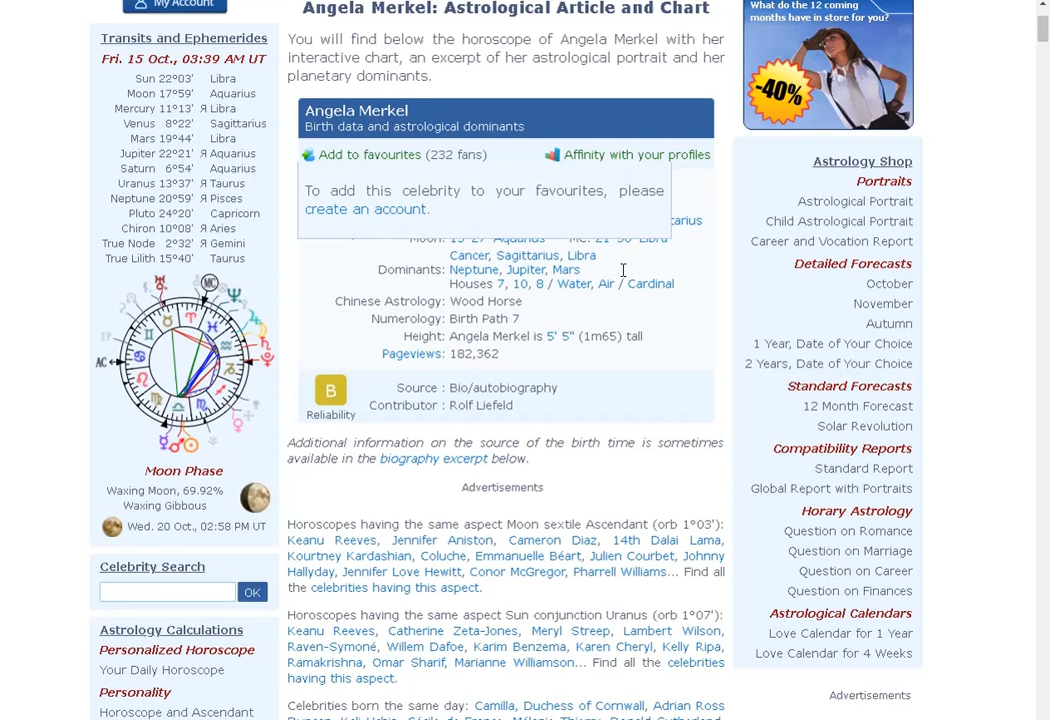 My Account
Transits and Ephemerides
Fri. 15 Oct., 03:39 AM UT
Sun 22°03' Libra
Moon 17°59' Aquarius
Mercury 11°13' Я Libra
Venus 8°22' Sagittarius
Mars 19°44' Libra
Jupiter 22°21' Я Aquarius
Saturn 6°54' Aquarius
Uranus 13°37' Я Taurus
Neptune 20°59' Я Pisces
Pluto 24°20' Capricorn
Chiron 10°08' Я Aries
True Node 2°32' Я Gemini
True Lilith 15°40' Taurus
MC
AC
Moon Phase
Waxing Moon, 69.92%
Waxing Gibbous
Wed. 20 Oct., 02:58 PM UT
Celebrity Search
OK
Astrology Calculations
Personalized Horoscope
Your Daily Horoscope
Personality
Horoscope and Ascendant
Angela Merkel: Astrological Article and Chart
You will find below the horoscope of Angela Merkel with her
interactive chart, an excerpt of her astrological portrait and her
planetary dominants.
Angela Merkel
Birth data and astrological dominants
Add to favourites (232 fans) Affinity with your profiles
To add this celebrity to your favourites, please
create an account.
Cancer, Sagittarius, Libra
Dominants: Neptune, Jupiter, Mars
Houses 7, 10, 8 / Water, Air / Cardinal
Chinese Astrology: Wood Horse
Numerology: Birth Path 7
Height: Angela Merkel is 5' 5" (1m65) tall
Pageviews: 182,362
B
Reliability
Source : Bio/autobiography
Contributor : Rolf Liefeld
Additional information on the source of the birth time is sometimes
available in the biography excerpt below.
Advertisements
Horoscopes having the same aspect Moon sextile Ascendant (orb 1°03'):
Keanu Reeves, Jennifer Aniston, Cameron Diaz, 14th Dalai Lama,
Kourtney Kardashian, Coluche, Emmanuelle Béart, Julien Courbet, Johnny
Hallyday, Jennifer Love Hewitt, Conor McGregor, Pharrell Williams... Find all
the celebrities having this aspect.
Horoscopes having the same aspect Sun conjunction Uranus (orb 1°07'):
Keanu Reeves, Catherine Zeta-Jones, Meryl Streep, Lambert Wilson,
Raven-Symoné, Willem Dafoe, Karim Benzema, Karen Cheryl, Kelly Ripa,
Ramakrishna, Omar Sharif, Marianne Williamson... Find all the celebrities
having this aspect.
Celebrities born the same day: Camilla, Duchess of Cornwall, Adrian Ross
What do the 12 coming
months have in store for you?
-40%
Astrology Shop
Portraits
Astrological Portrait
Child Astrological Portrait
Career and Vocation Report
Detailed Forecasts
October
November
Autumn
1 Year, Date of Your Choice
2 Years, Date of Your Choice
Standard Forecasts
12 Month Forecast
Solar Revolution
Compatibility Reports
Standard Report
Global Report with Portraits
Horary Astrology
Question on Romance
Question on Marriage
Question on Career
Question on Finances
Astrological Calendars
Love Calendar for 1 Year
Love Calendar for 4 Weeks
Advertisements